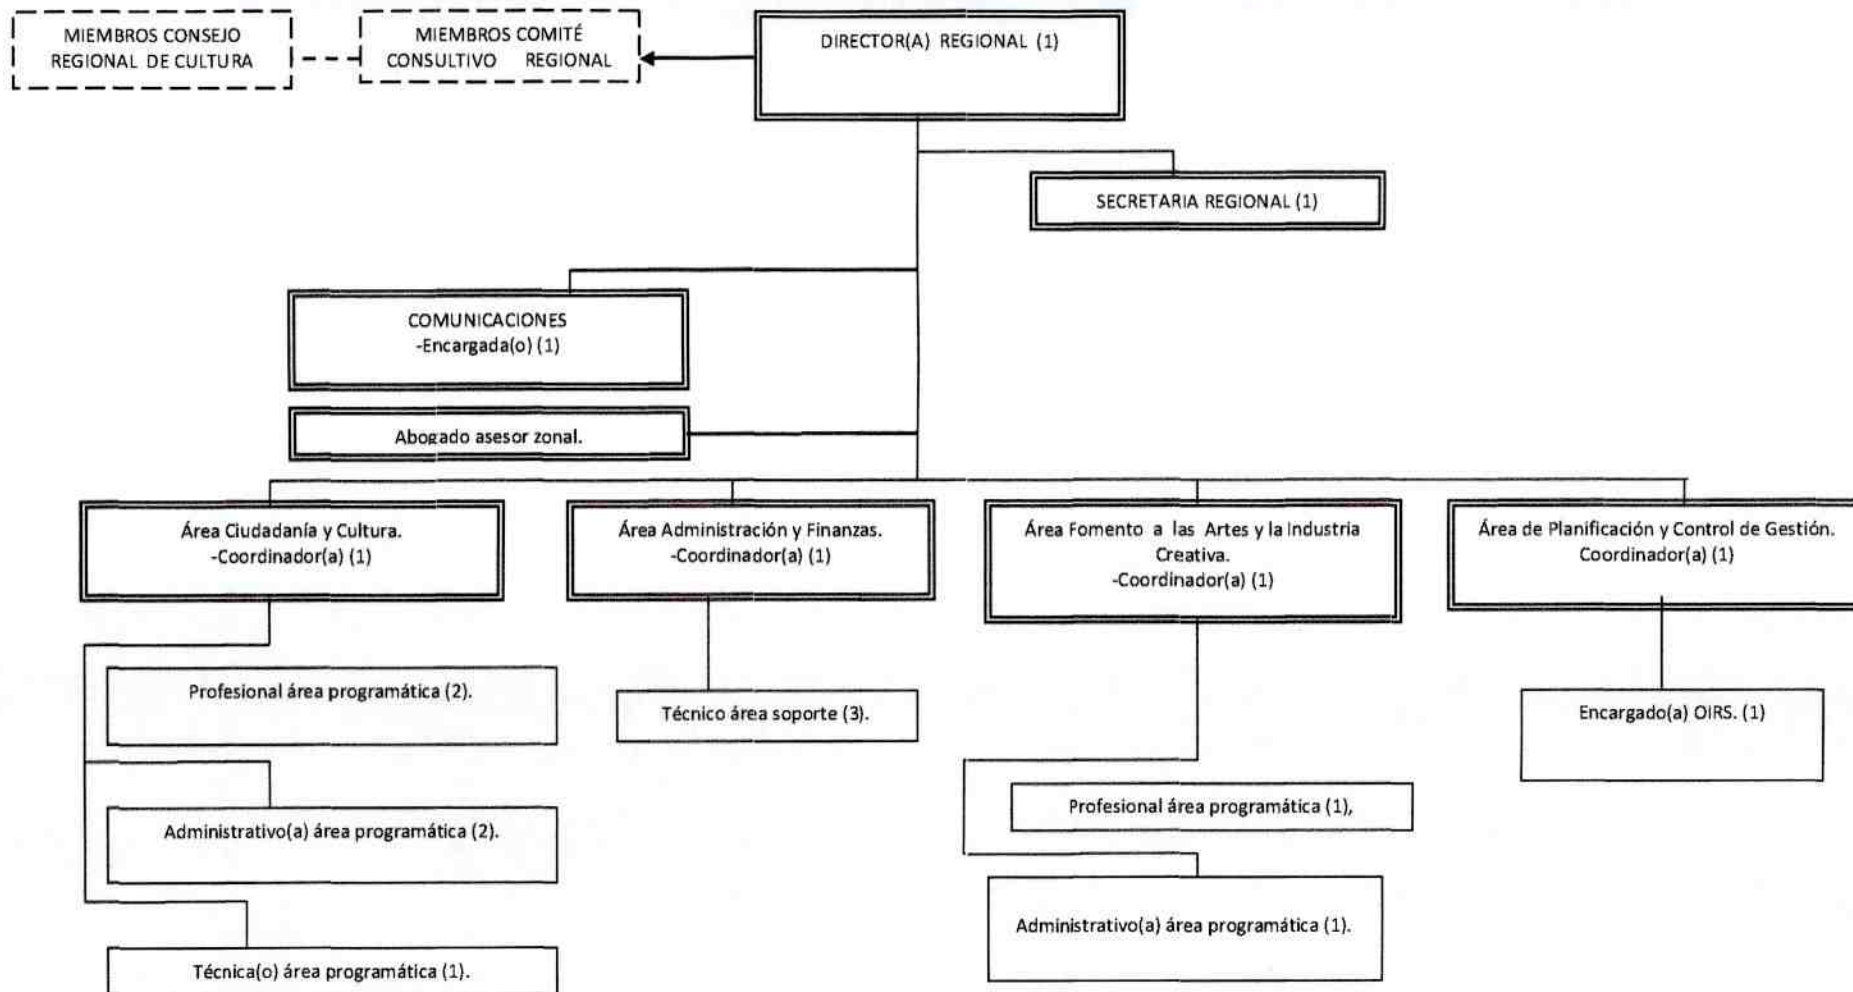 MIEMBROS CONSEJO
REGIONAL DE CULTURA
MIEMBROS COMITÉ
CONSULTIVO REGIONAL
DIRECTOR(A) REGIONAL (1)
SECRETARIA REGIONAL (1)
COMUNICACIONES
-Encargada(o) (1)
Abogado asesor zonal.
Área Ciudadanía y Cultura.
-Coordinador(a) (1)
Área Administración y Finanzas.
-Coordinador(a) (1)
Área Fomento a las Artes y la Industria
Creativa.
-Coordinador(a) (1)
Área de Planificación y Control de Gestión.
Coordinador(a) (1)
Profesional área programática (2).
Administrativo(a) área programática (2).
Técnica(o) área programática (1).
Técnico área soporte (3).
Profesional área programática (1),
Administrativo(a) área programática (1).
Encargado(a) OIRS. (1)